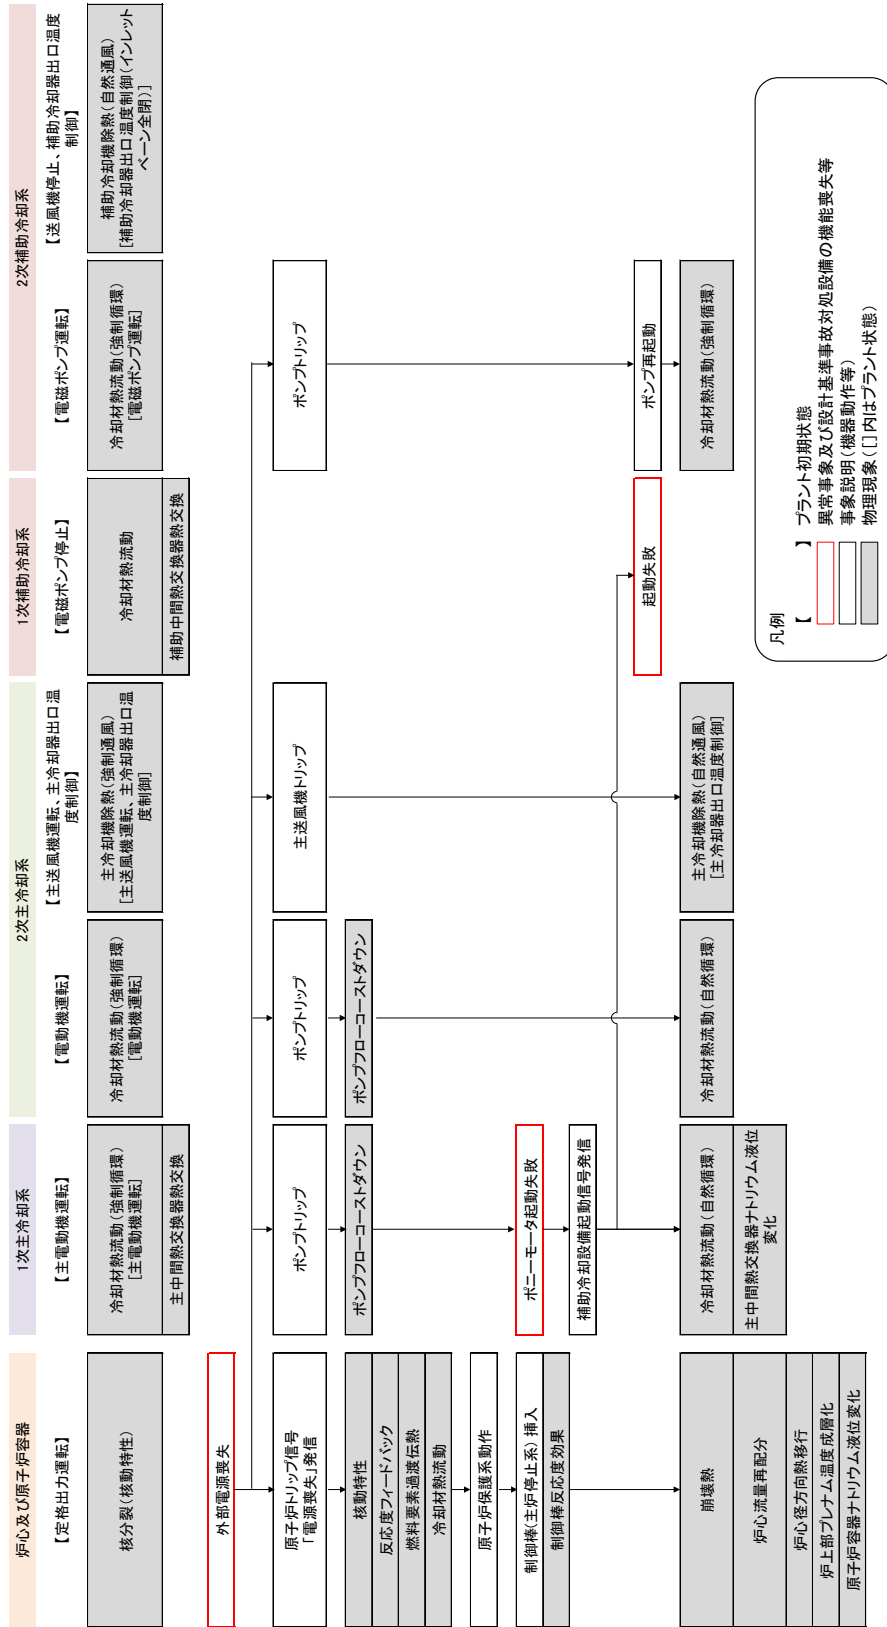 炉心及び原子炉容器
1次主冷却系
2次主冷却系
1次補助冷却系
2次補助冷却系
【定格出力運転】
【主電動機運転】
【電動機運転】
【主送風機運転、主冷却器出口温
度制御】
【電磁ポンプ停止】
【電磁ポンプ運転】
【送風機停止、補助冷却器出口温度
制御】
核分裂(核動特性)
冷却材熱流動(強制循環)
[主電動機運転]
主中間熱交換器熱交換
冷却材熱流動(強制循環)
[電動機運転]
主冷却機除熱(強制通風)
[主送風機運転、主冷却器出口温
度制御]
冷却材熱流動
補助中間熱交換器熱交換
冷却材熱流動(強制循環)
[電磁ポンプ運転]
補助冷却機除熱(自然通風)
[補助冷却器出口温度制御(インレット
ベーン全閉)]
外部電源喪失
原子炉トリップ信号
「電源喪失」発信
ポンプトリップ
ポンプトリップ
主送風機トリップ
ポンプトリップ
核動特性
反応度フィードバック
燃料要素過渡伝熱
冷却材熱流動
ポンプフローコーストダウン
ポンプフローコーストダウン
原子炉保護系動作
制御棒(主炉停止系)挿入
制御棒反応度効果
ポニーモータ起動失敗
補助冷却設備起動信号発信
起動失敗
ポンプ再起動
崩壊熱
炉心流量再配分
炉心径方向熱移行
炉上部プレナム温度成層化
原子炉容器ナトリウム液位変化
冷却材熱流動(自然循環)
主中間熱交換器ナトリウム液位
変化
冷却材熱流動(自然循環)
主冷却機除熱(自然通風)
[主冷却器出口温度制御]
冷却材熱流動(強制循環)
凡例
【 】 プラント初期状態
異常事象及び設計基準事故対処設備の機能喪失等
事象説明(機器動作等)
物理現象([]内はプラント状態)